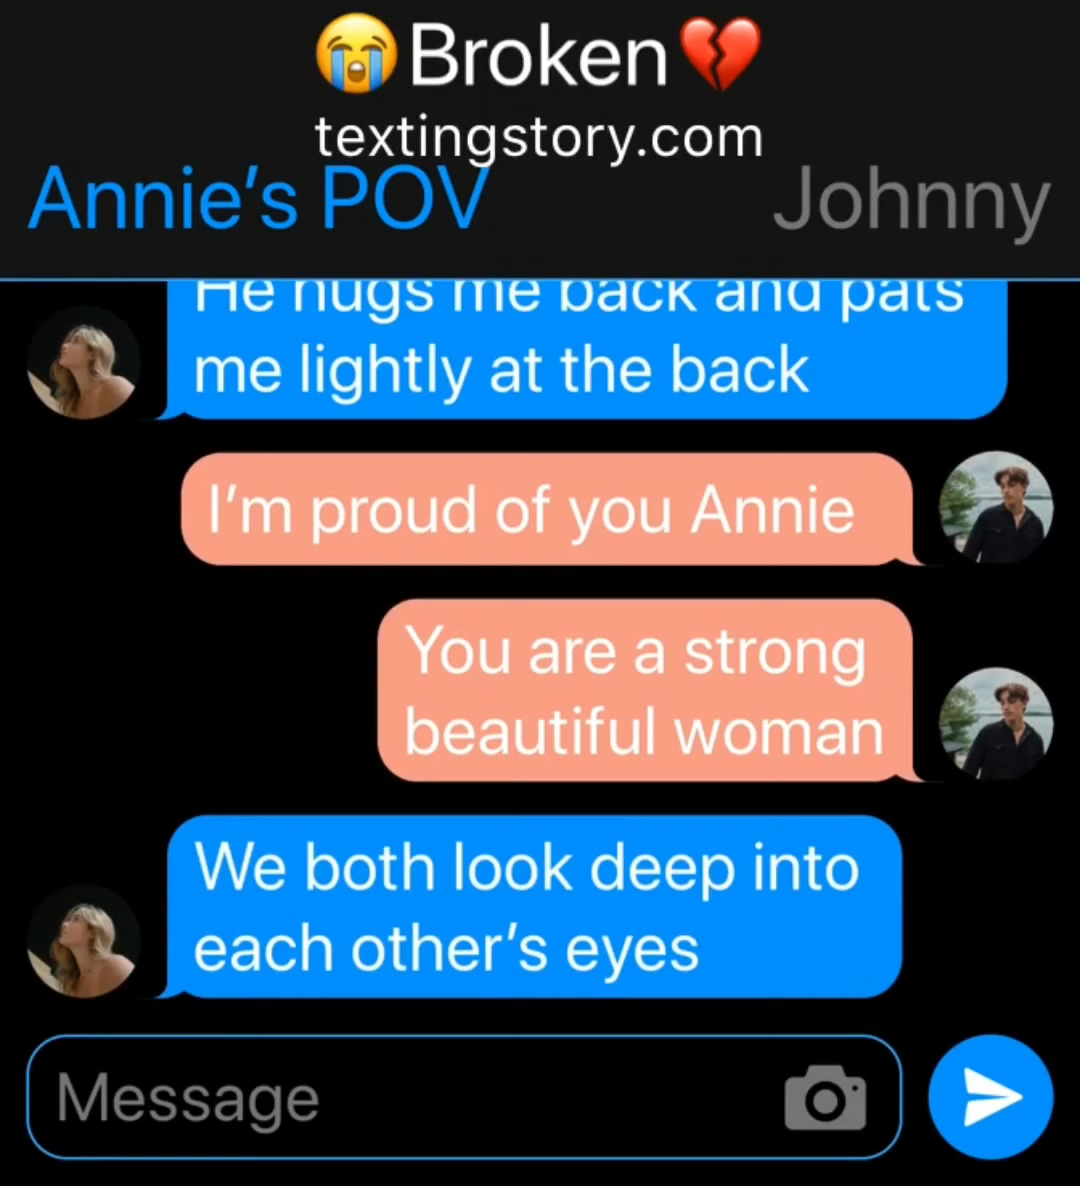 😭Broken💔
textingstory.com
Annie's POV
Johnny
He hugs me back and pats
me lightly at the back
I'm proud of you Annie
You are a strong
beautiful woman
We both look deep into
each other's eyes
Message